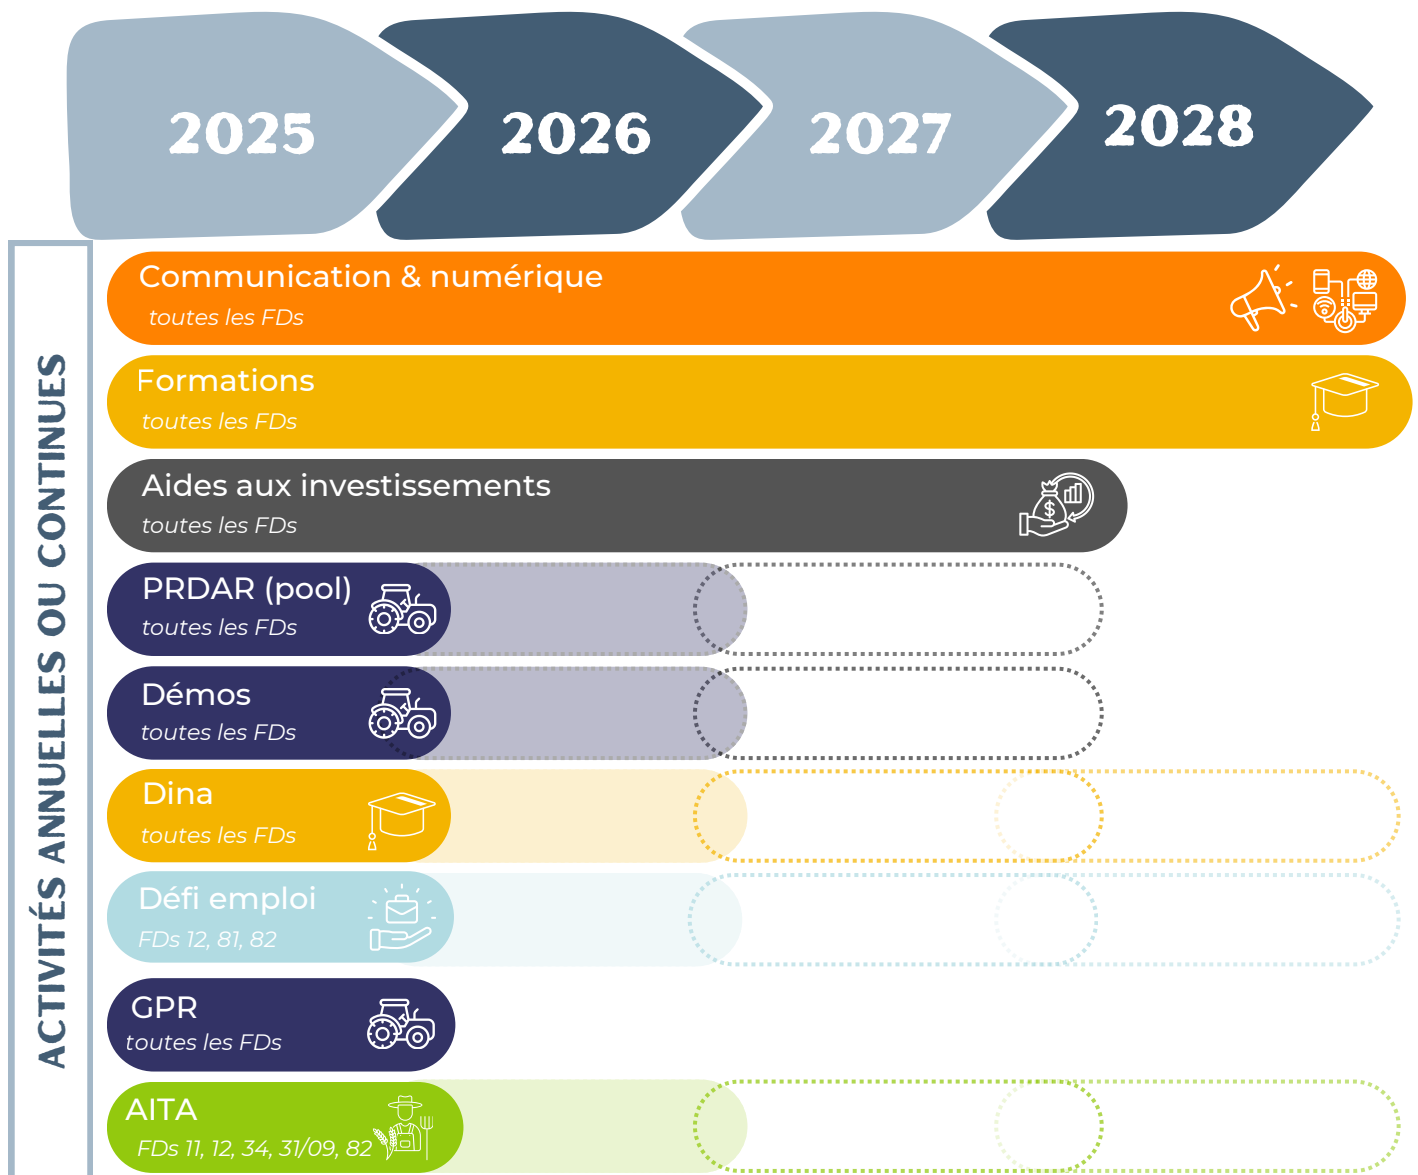 2025
2026
2027
2028
ACTIVITÉS ANNUELLES OU CONTINUES
Communication & numérique
toutes les FDs
Formations
toutes les FDs
Aides aux investissements
toutes les FDs
PRDAR (pool)
toutes les FDs
Démos
toutes les FDs
Dina
toutes les FDs
Défi emploi
FDs 12, 81, 82
GPR
toutes les FDs
AITA
FDs 11, 12, 34, 31/09, 82